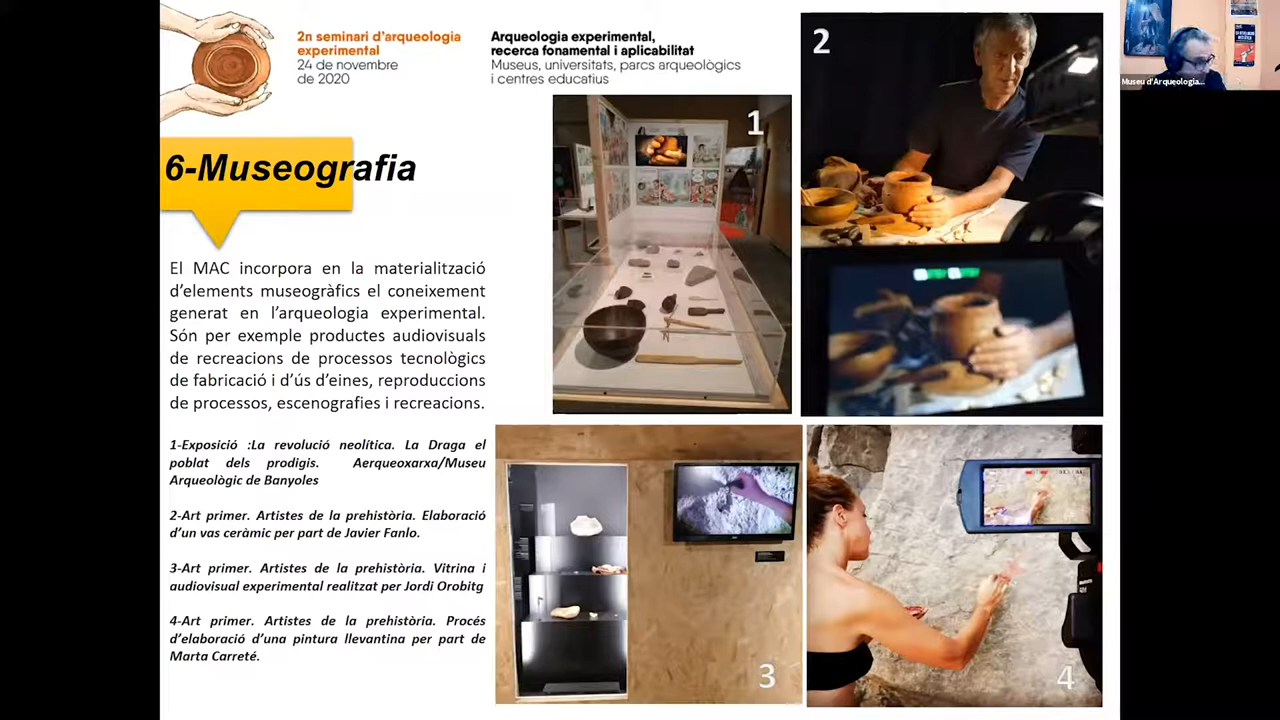 2n seminari d'arqueologia
experimental
24 de novembre
de 2020
Arqueologia experimental,
recerca fonamental i aplicabilitat
Museus, universitats, parcs arqueològics
i centres educatius
6-Museografia
El MAC incorpora en la materialització
d'elements museogràfics el coneixement
generat en l'arqueologia experimental.
Són per exemple productes audiovisuals
de recreacions de processos tecnològics
de fabricació i d'ús d'eines, reproduccions
de processos, escenografies i recreacions.
1-Exposició :La revolució neolítica. La Draga el
poblat dels prodigis. Aerqueoxarxa/Museu
Arqueològic de Banyoles
2-Art primer. Artistes de la prehistòria. Elaboració
d'un vas ceràmic per part de Javier Fanlo.
3-Art primer. Artistes de la prehistòria. Vitrina i
audiovisual experimental realitzat per Jordi Orobitg
4-Art primer. Artistes de la prehistòria. Procés
d'elaboració d'una pintura llevantina per part de
Marta Carreté.
1
2
3
4
Museu d'Arqueologia...